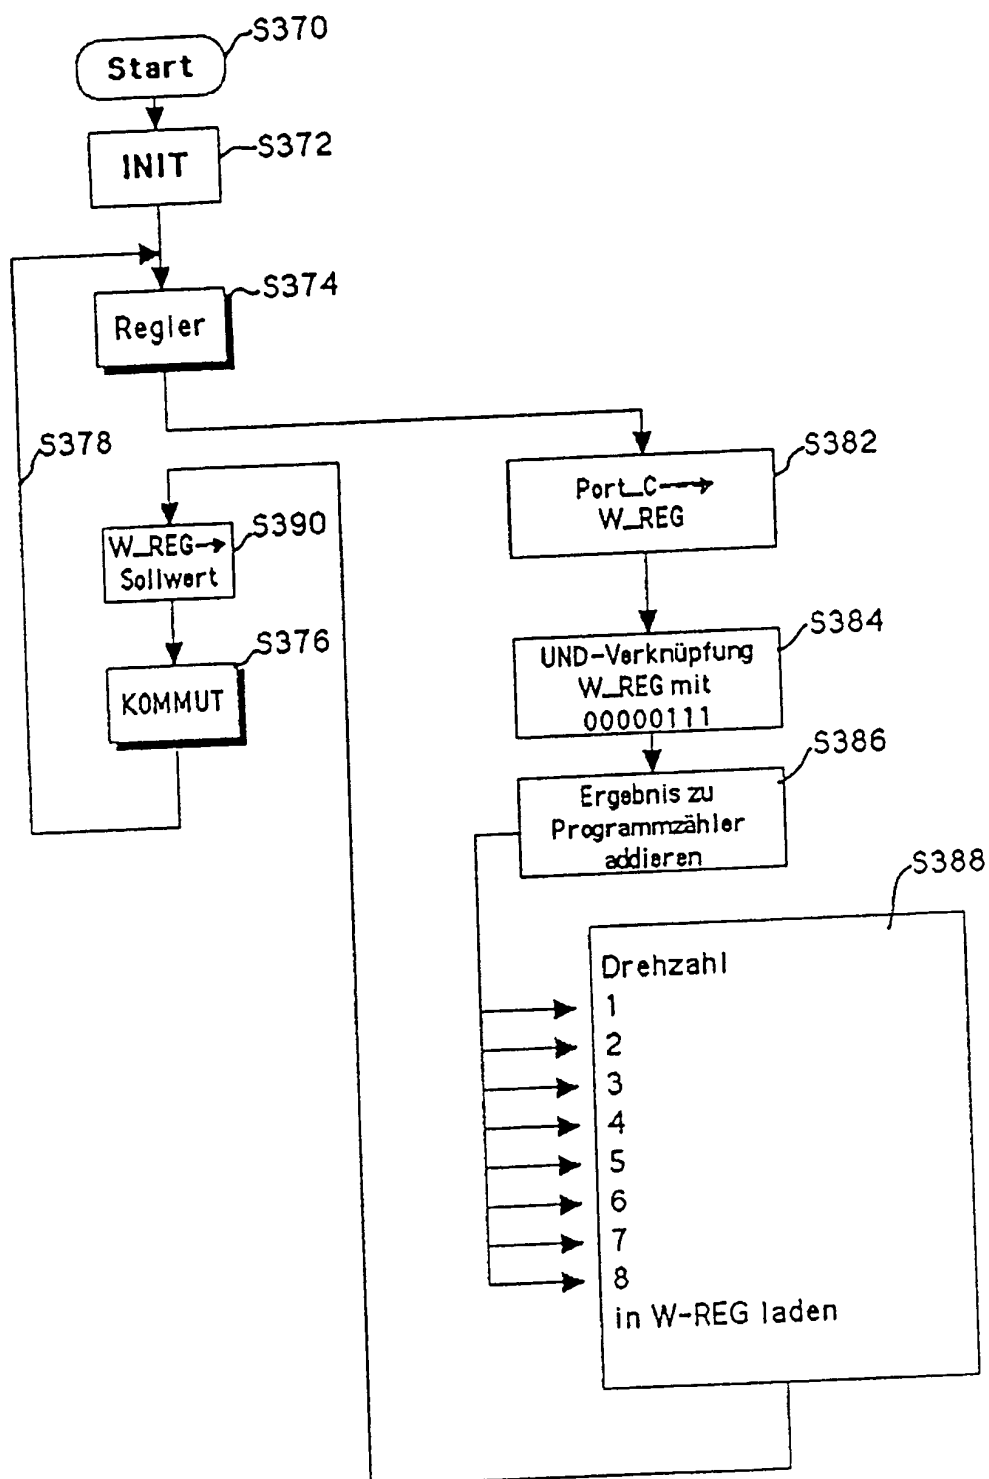 S370
Start
S372
INIT
S374
Regler
S378
S382
Port_C→
W_REG
S390
W_REG→
Sollwert
S384
UND-Verknüpfung
W_REG mit
00000111
S376
KOMMUT
S386
Ergebnis zu
Programmzähler
addieren
S388
Drehzahl
1
2
3
4
5
6
7
8
in W-REG laden